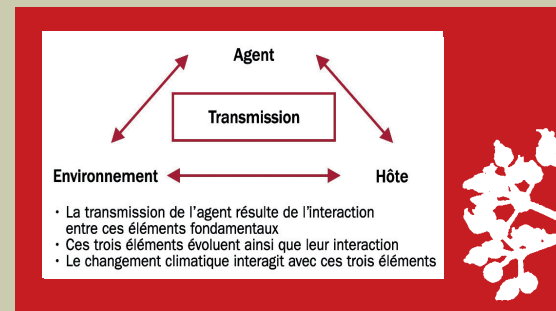 Agent
Transmission
Environnement
Hôte
· La transmission de l'agent résulte de l'interaction
entre ces éléments fondamentaux
· Ces trois éléments évoluent ainsi que leur interaction
· Le changement climatique interagit avec ces trois éléments